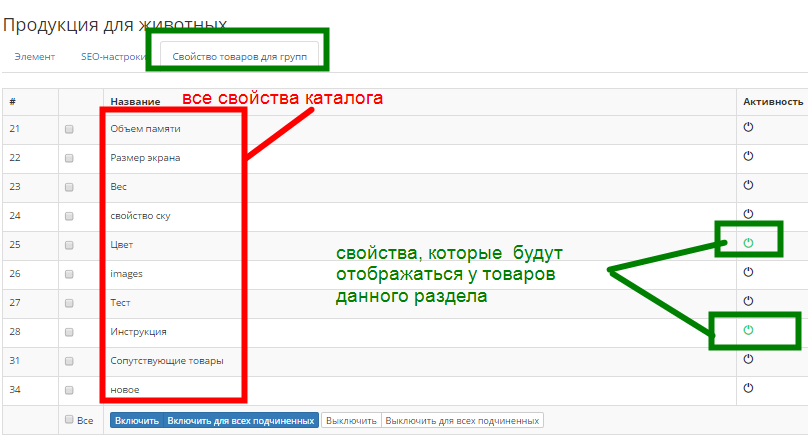 Продукция для животных
Элемент SEO-настройки Свойство товаров для групп
все свойства каталога
# Название Активность
21 Объем памяти
22 Размер экрана
23 Вес
24 свойство ску
25 Цвет
свойства, которые будут
отображаться у товаров
данного раздела
26 images
27 Тест
28 Инструкция
31 Сопутствующие товары
34 новое
Все Включить Включить для всех подчиненных Выключить Выключить для всех подчиненных